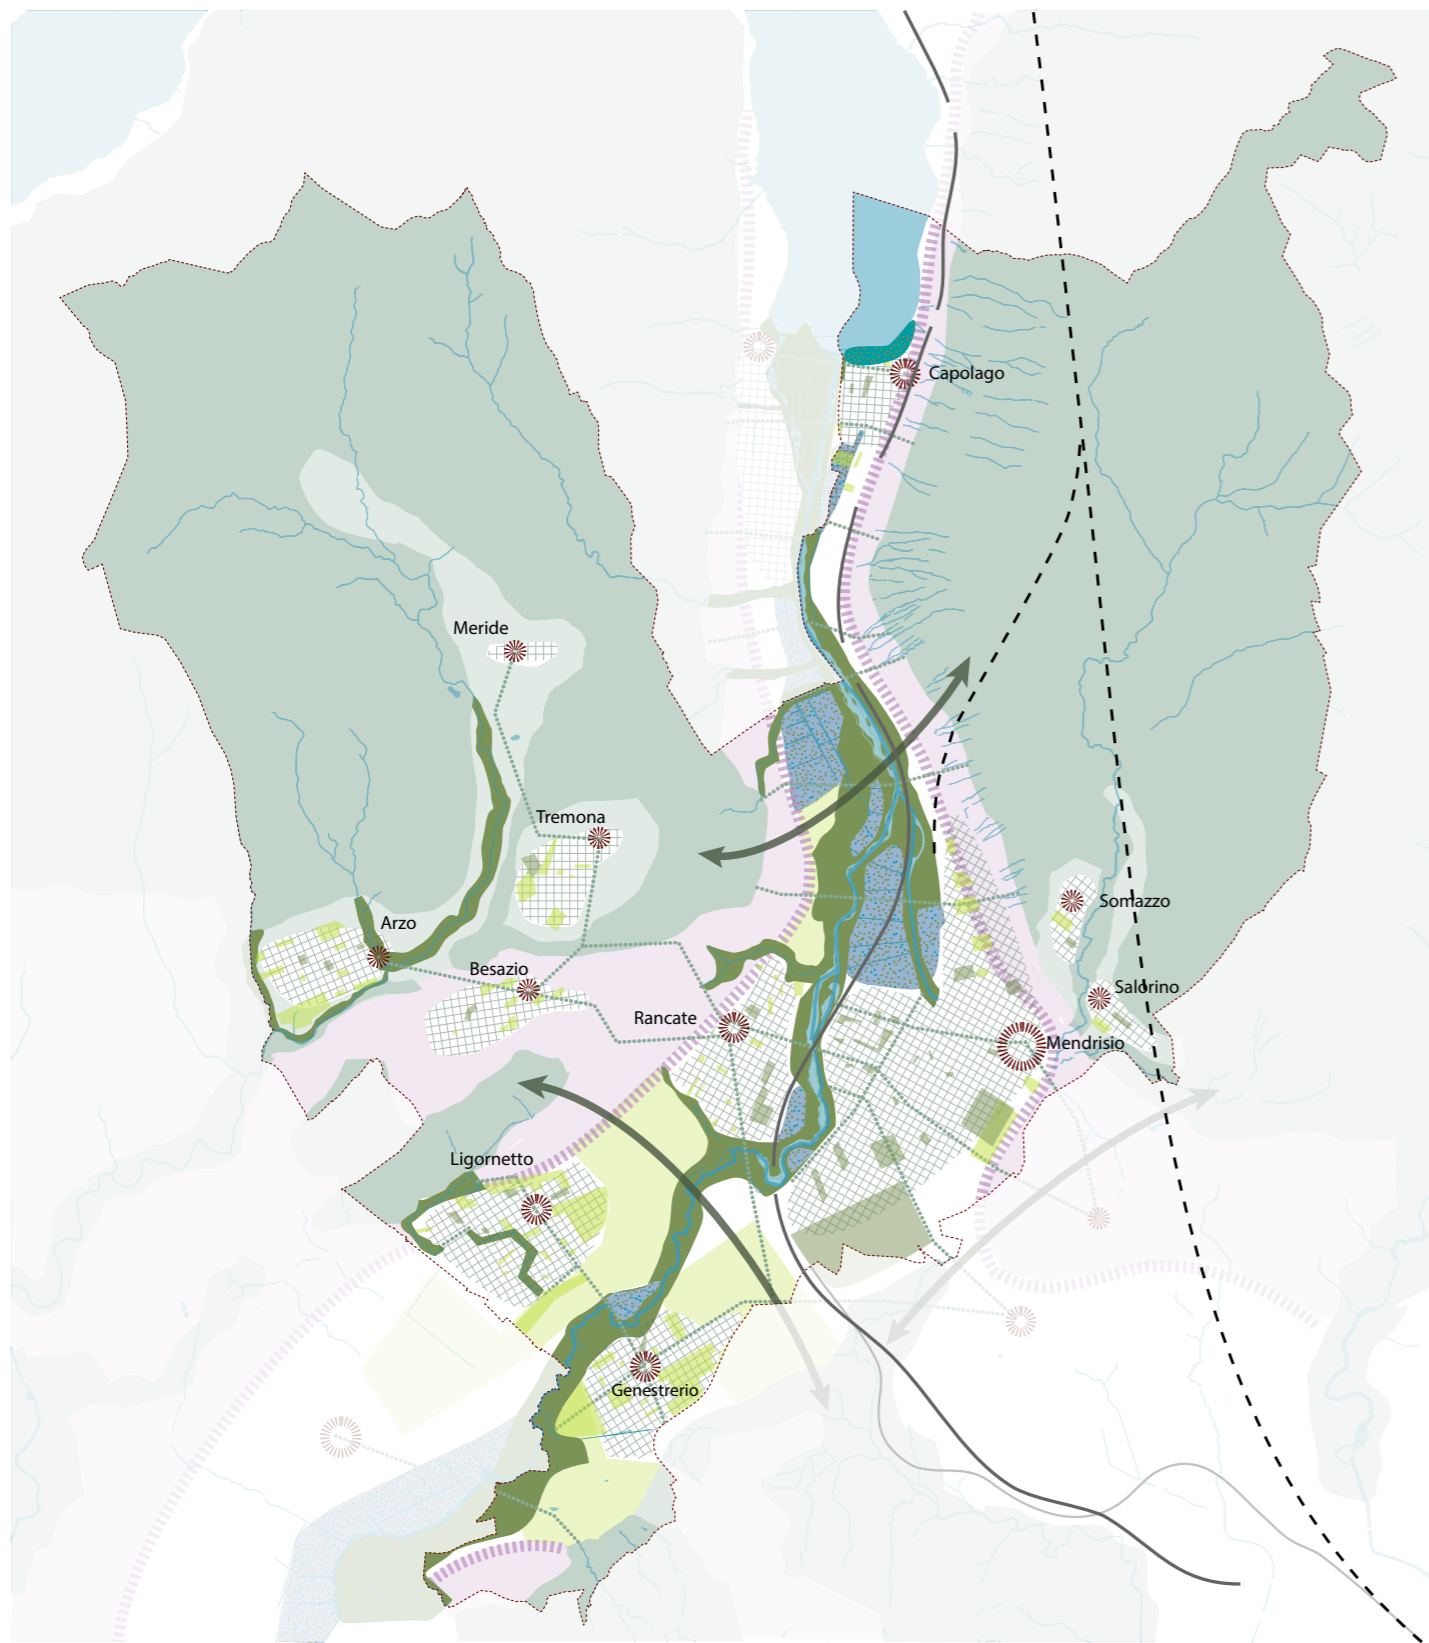 Capolago
Meride
Tremona
Somazzo
Arzo
Besazio
Salorino
Rancate
Mendrisio
Ligornetto
Genestrerio